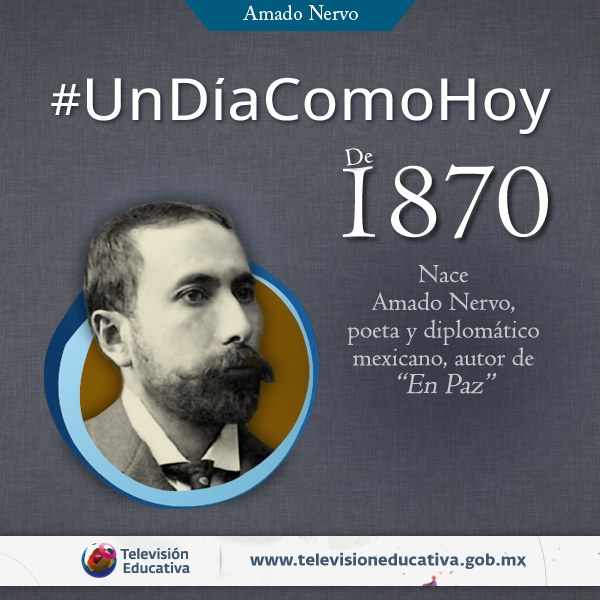 Amado Nervo
#UnDíaComoHoy
De
1870
Nace
Amado Nervo,
poeta y diplomático
mexicano, autor de
“En Paz”
Televisión
Educativa
www.televisioneducativa.gob.mx